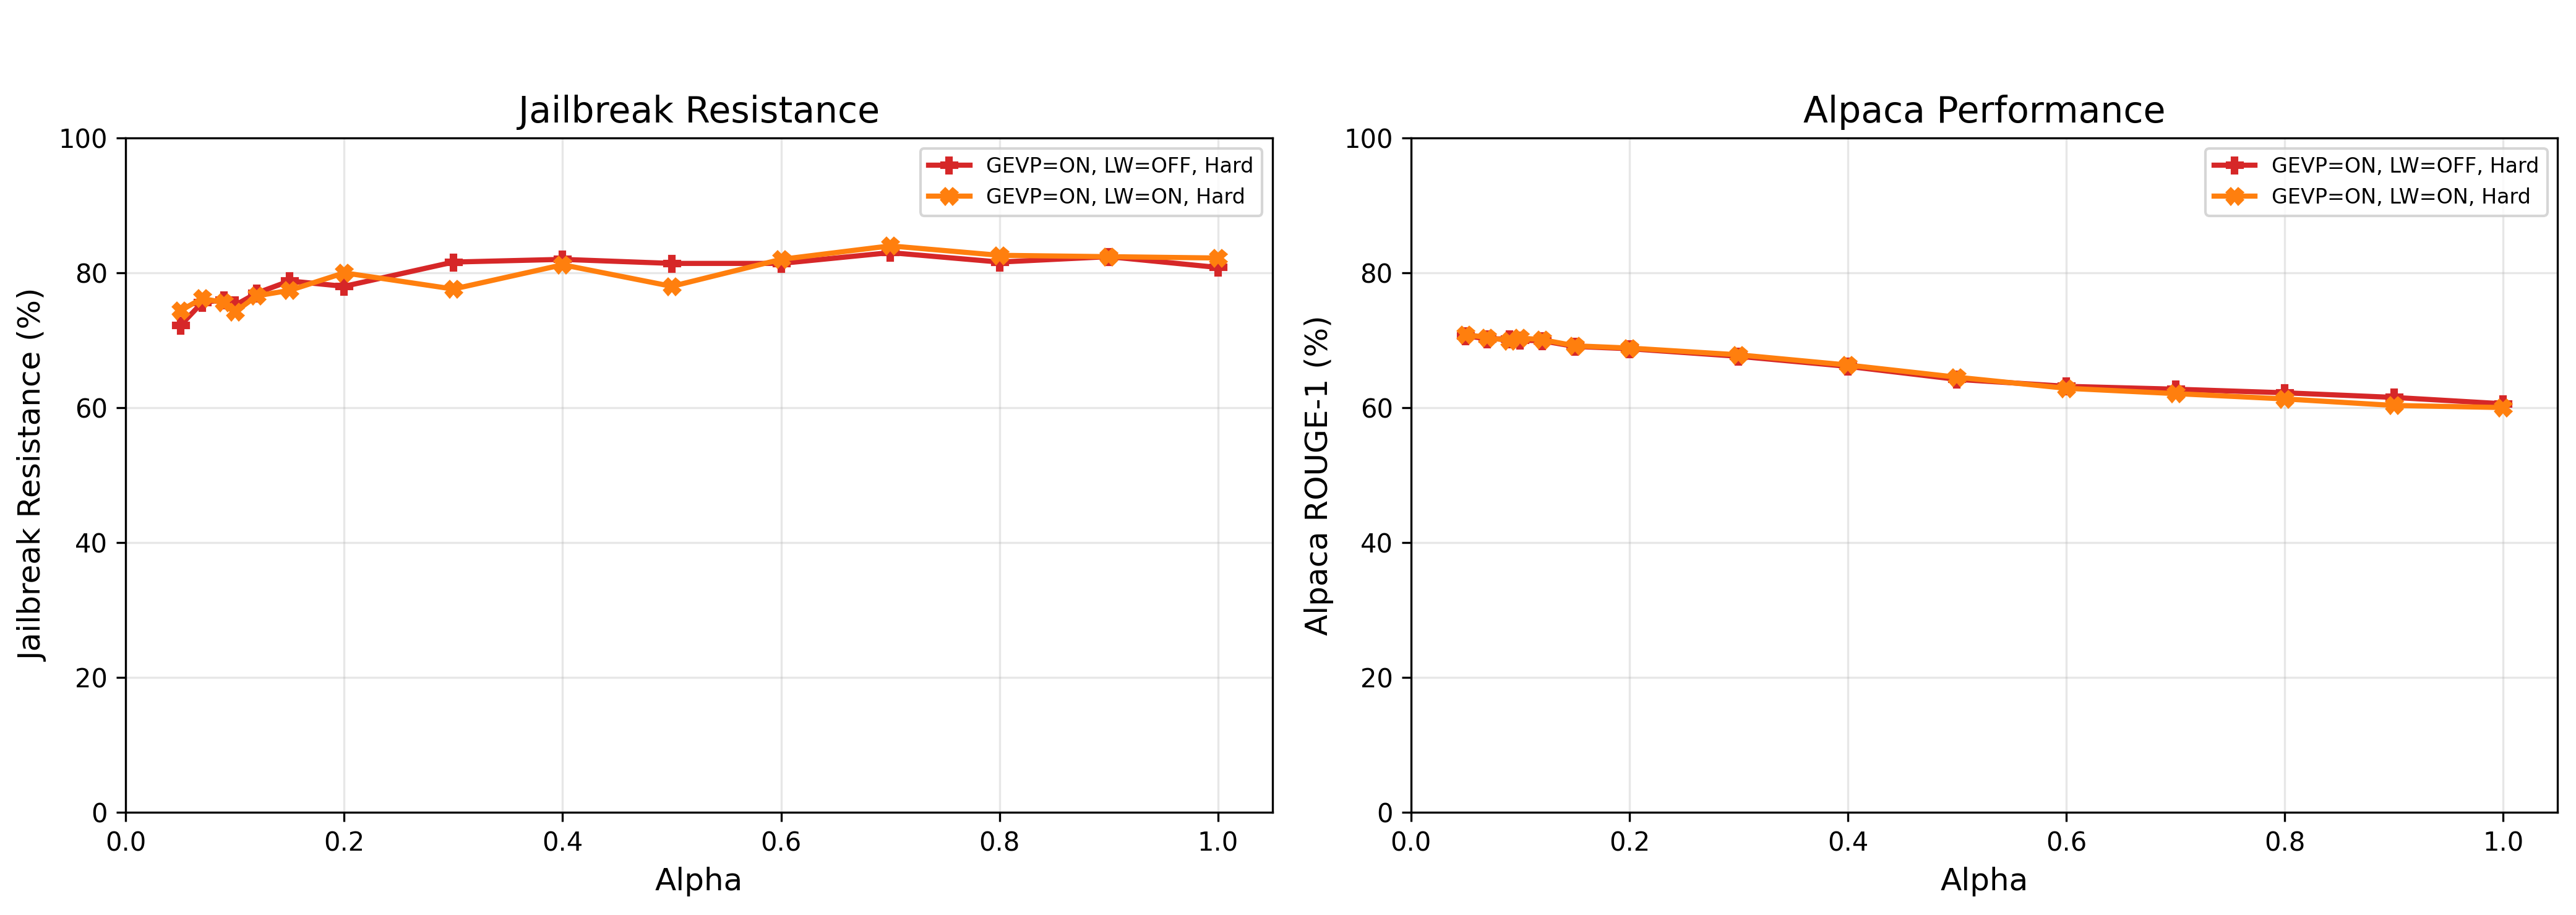 Jailbreak Resistance
Jailbreak Resistance (%)
100
80
60
40
20
0
0.0 0.2 0.4 0.6 0.8 1.0
Alpha
GEVP=ON, LW=OFF, Hard
GEVP=ON, LW=ON, Hard
Alpaca Performance
Alpaca ROUGE-1 (%)
100
80
60
40
20
0
0.0 0.2 0.4 0.6 0.8 1.0
Alpha
GEVP=ON, LW=OFF, Hard
GEVP=ON, LW=ON, Hard